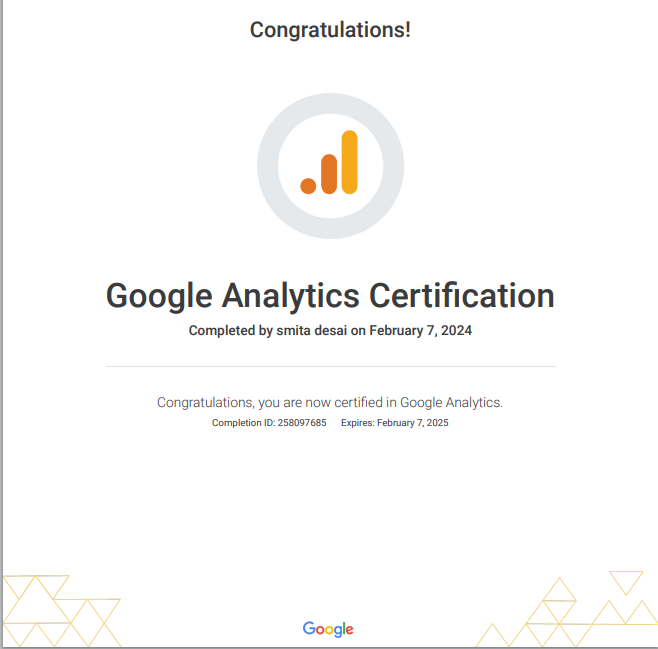 Congratulations!
Google Analytics Certification
Completed by smita desai on February 7, 2024
Congratulations, you are now certified in Google Analytics.
Completion ID: 258097685 Expires: February 7, 2025
Google